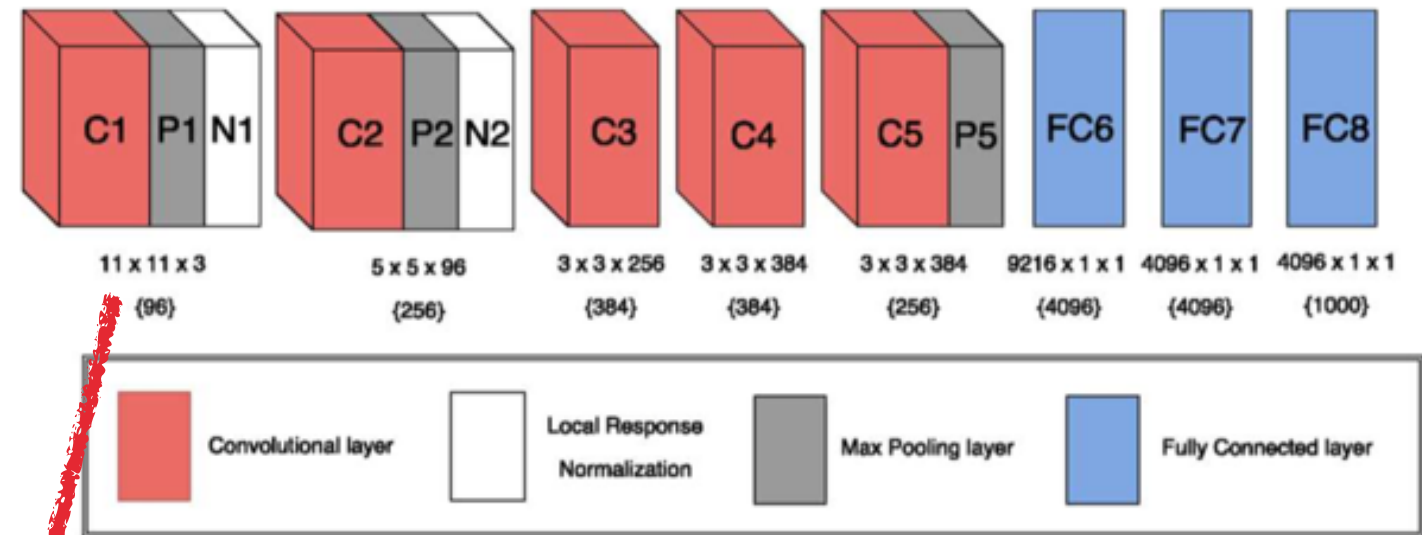 C1 P1 N1 C2 P2 N2 C3 C4 C5 P5 FC6 FC7 FC8
11 x 11 x 3 5 x 5 x 96 3 x 3 x 256 3 x 3 x 384 3 x 3 x 384 9216 x 1 x 1 4096 x 1 x 1 4096 x 1 x 1
{96} {256} {384} {384} {256} {4096} {4096} {1000}
Convolutional layer
Local Response
Normalization
Max Pooling layer
Fully Connected layer